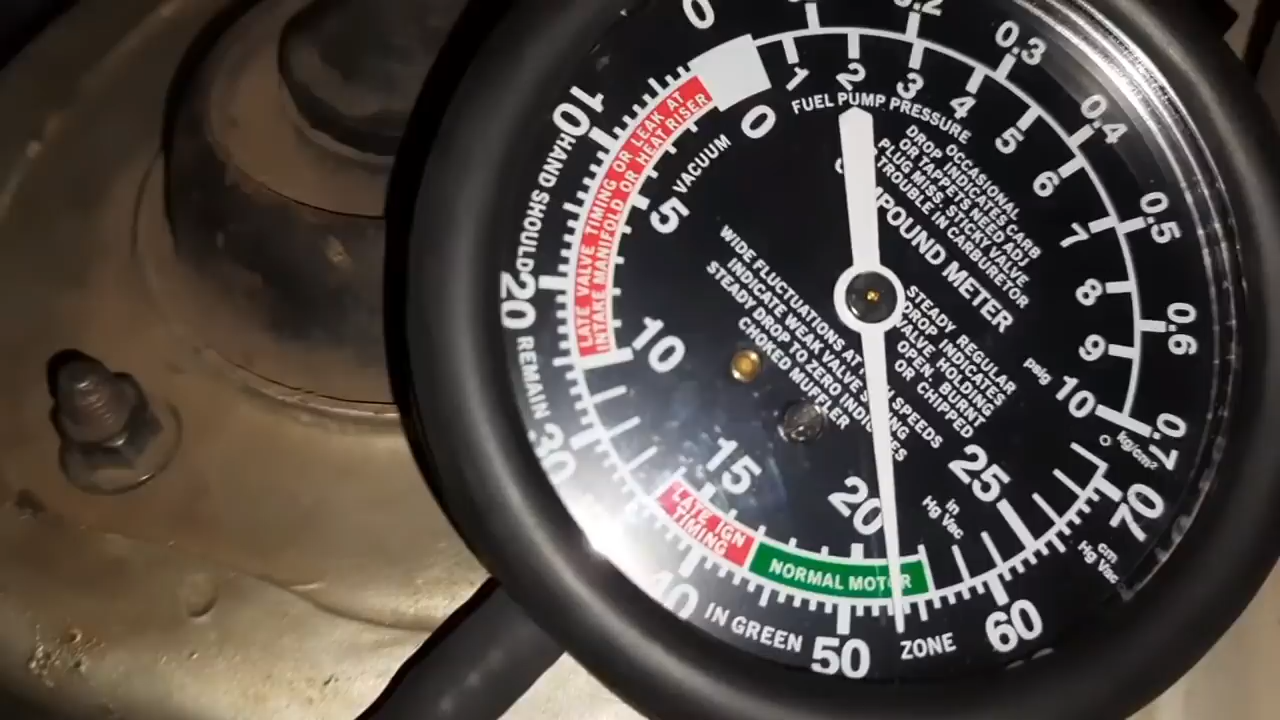 0
0.2
0.3
0.4
0.5
0.6
0.7
kg/cm²
1
2
3
4
5
6
7
8
9
10
psig
FUEL PUMP PRESSURE
OCCASIONAL
DROP INDICATES CARB
OR TAPPETS NEED ADJ
PLUG MISS, STICKY VALVE
TROUBLE IN CARBURETOR
MPOUND METER
0
VACUUM
5
10
15
20
25
in
Hg Vac
LATE VALVE TIMING OR LEAK AT
INTAKE MANIFOLD OR HEAT RISER
WIDE FLUCTUATIONS AT
SPEEDS
INDICATE WEAK VALVE
STEADY DROP TO ZERO
CHOKED MUFFLER
STEADY REGULAR
DROP INDICATES
VALVE HOLDING
OPEN, BURNT
OR CHIPPED
LATE IGN
TIMING
NORMAL MOTOR
HAND SHOULD REMAIN IN GREEN ZONE
10
20
30
40
50
60
70
cm
Hg Vac